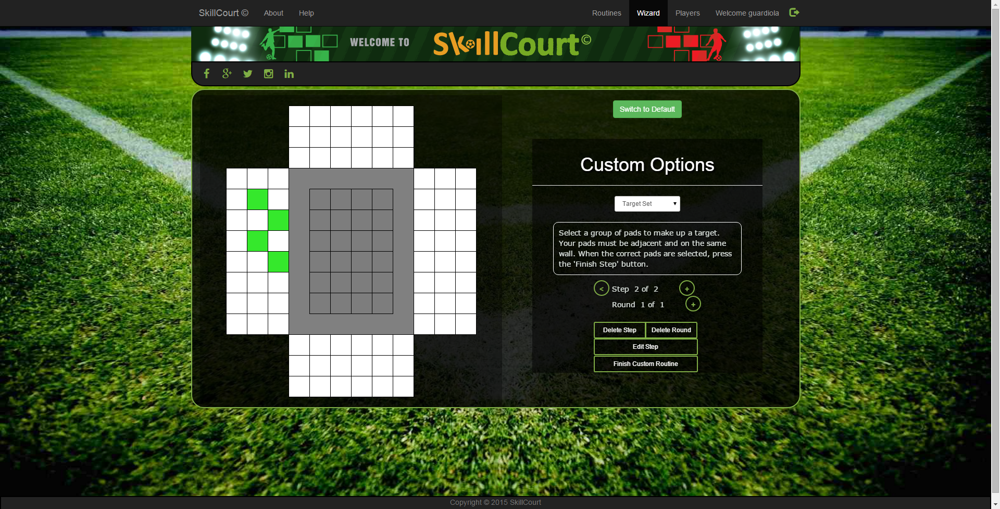 SkillCourt © About Help Routines Wizard Players Welcome guardiola
WELCOME TO SkillCourt©
Switch to Default
Custom Options
Target Set
Select a group of pads to make up a target.
Your pads must be adjacent and on the same
wall. When the correct pads are selected, press
the 'Finish Step' button.
< Step 2 of 2 +
Round 1 of 1 +
Delete Step Delete Round
Edit Step
Finish Custom Routine
Copyright © 2015 SkillCourt